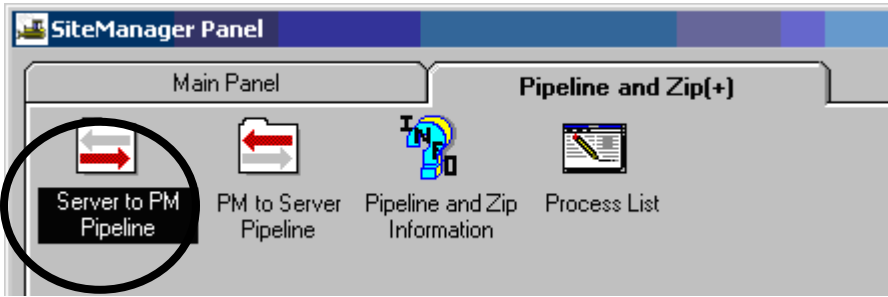 SiteManager Panel
Main Panel
Pipeline and Zip(+)
INFO
Server to PM
Pipeline
PM to Server
Pipeline
Pipeline and Zip
Information
Process List